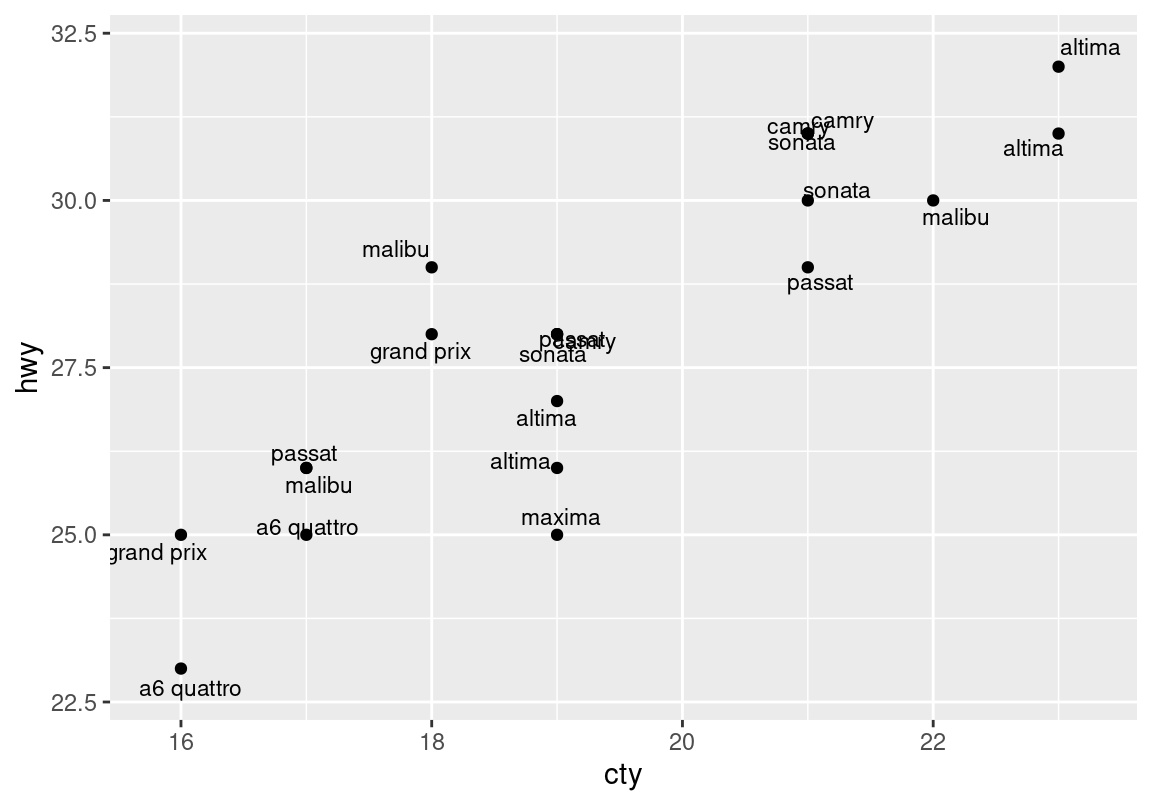 32.5
altima
camry
camry
sonata
altima
30.0
sonata
malibu
malibu
passat
grand prix
passat
camry
sonata
hwy
27.5
altima
passat
altima
malibu
maxima
a6 quattro
25.0
grand prix
a6 quattro
22.5
16
18
20
22
cty